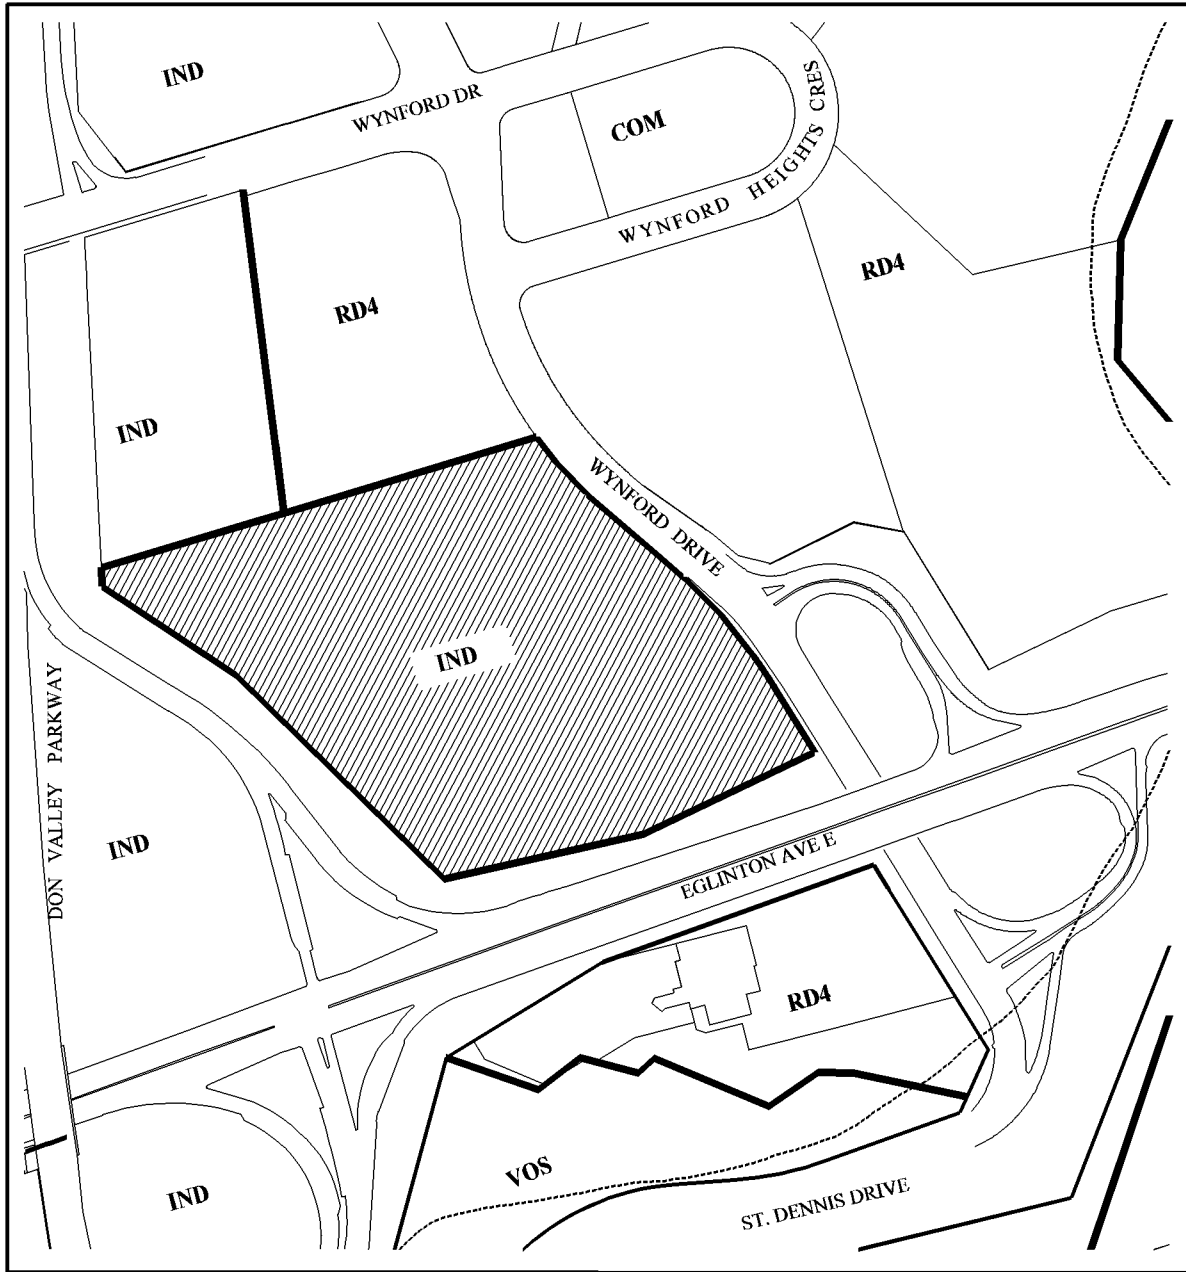 IND
WYNFORD DR
COM
WYNFORD HEIGHTS CRES
RD4
RD4
IND
WYNFORD DRIVE
IND
DON VALLEY PARKWAY
IND
EGLINTON AVE E
RD4
VOS
IND
ST. DENNIS DRIVE